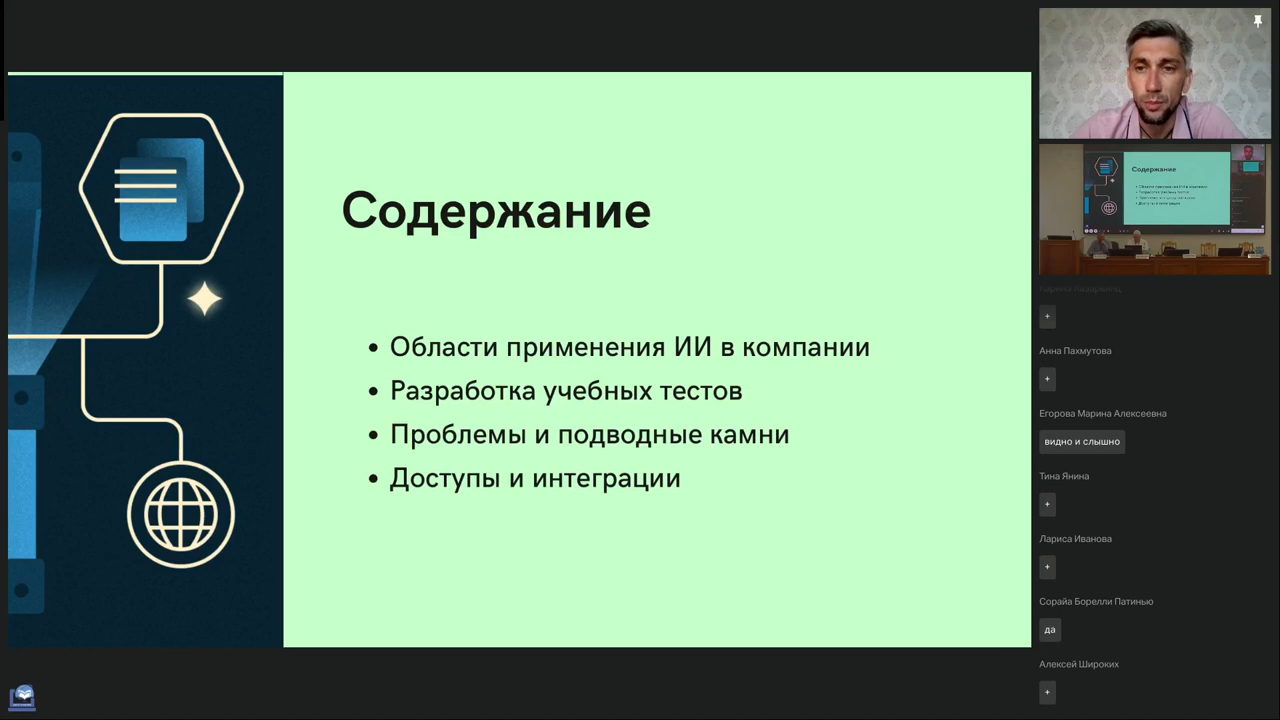 Содержание
Области применения ИИ в компании
Разработка учебных тестов
Проблемы и подводные камни
Доступы и интеграции
Содержание
+
Анна Пахмутова
+
Егорова Марина Алексеевна
видно и слышно
Тина Янина
+
Лариса Иванова
+
Сорайа Борелли Патинью
да
Алексей Широких
+